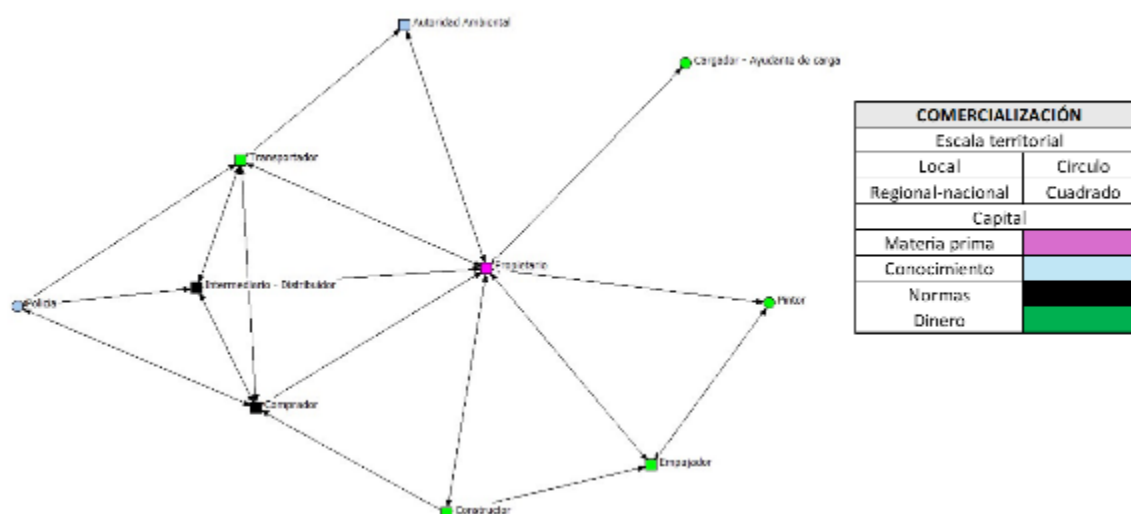 Autoridad Ambiental
Cargador - Ayudante de carga
Transportador
Propietario
Intermediario - Distribuidor
Policía
Pintor
Comprador
Empajador
Constructor
COMERCIALIZACIÓN
Escala territorial
Local Círculo
Regional-nacional Cuadrado
Capital
Materia prima
Conocimiento
Normas
Dinero